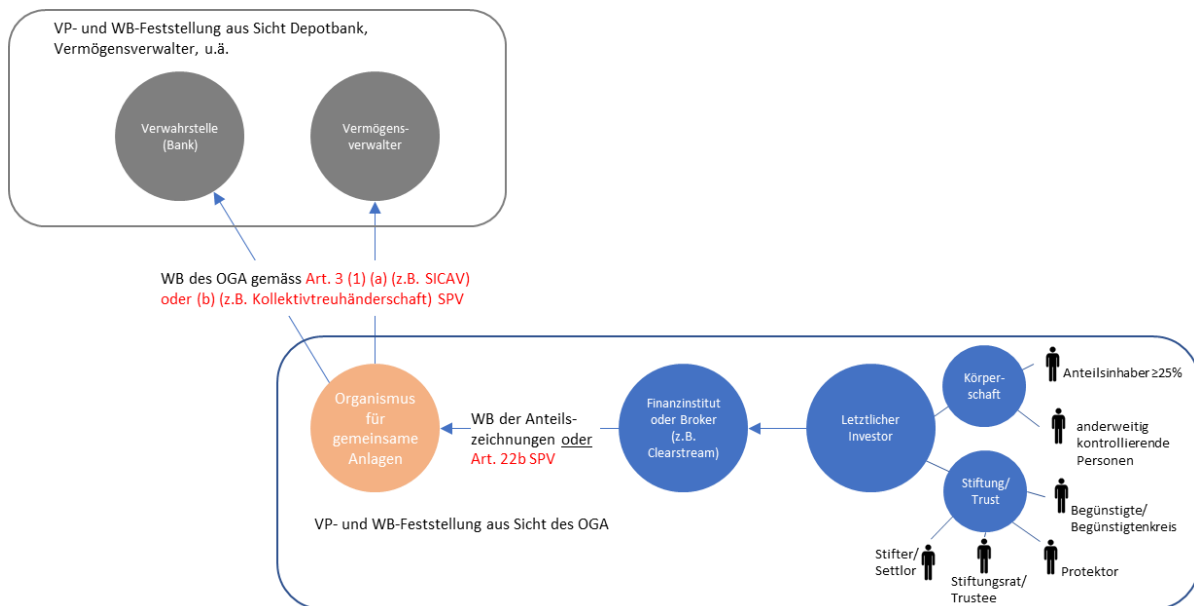 VP- und WB-Feststellung aus Sicht Depotbank,
Vermögensverwalter, u.ä.
Verwahrstelle
(Bank)
Vermögens-
verwalter
WB des OGA gemäss Art. 3 (1) (a) (z.B. SICAV)
oder (b) (z.B. Kollektivtreuhänderschaft) SPV
Organismus
für
gemeinsame
Anlagen
WB der Anteils-
zeichnungen oder
Art. 22b SPV
Finanzinstitut
oder Broker
(z.B.
Clearstream)
Letztlicher
Investor
Körper-
schaft
Anteilsinhaber ≥25%
anderweitig
kontrollierende
Personen
Stiftung/
Trust
Begünstigte/
Begünstigtenkreis
Protektor
Stiftungsrat/
Trustee
Stifter/
Settlor
VP- und WB-Feststellung aus Sicht des OGA